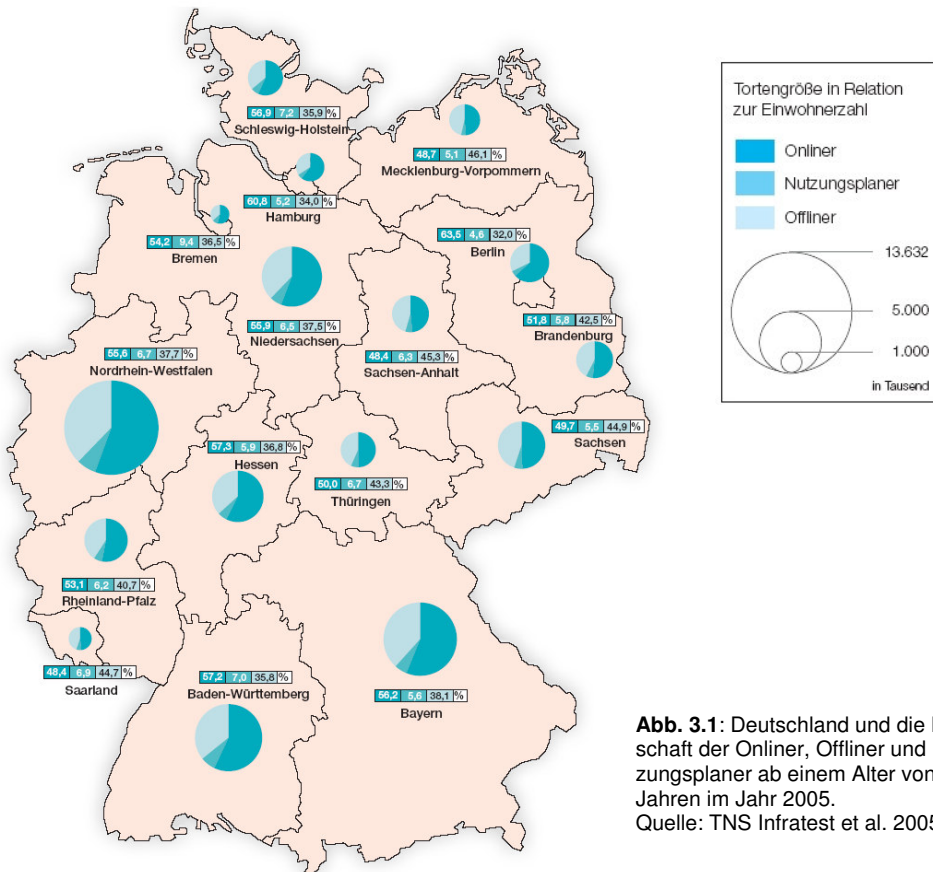 56,9 7,2 35,9 %
Schleswig-Holstein
48,7 5,1 46,1 %
Mecklenburg-Vorpommern
60,8 5,2 34,0 %
Hamburg
54,2 9,4 36,5 %
Bremen
63,5 4,6 32,0 %
Berlin
55,9 6,5 37,5 %
Niedersachsen
51,8 5,8 42,5 %
Brandenburg
48,4 6,3 45,3 %
Sachsen-Anhalt
55,6 6,7 37,7 %
Nordrhein-Westfalen
49,7 5,5 44,9 %
Sachsen
57,3 5,9 36,8 %
Hessen
50,0 6,7 43,3 %
Thüringen
53,1 6,2 40,7 %
Rheinland-Pfalz
48,4 6,9 44,7 %
Saarland
57,2 7,0 35,8 %
Baden-Württemberg
56,2 5,6 38,1 %
Bayern
Tortengröße in Relation
zur Einwohnerzahl
Onliner
Nutzungsplaner
Offliner
13.632
5.000
1.000
in Tausend
Abb. 3.1: Deutschland und die
schaft der Onliner, Offliner und
zungsplaner ab einem Alter von
Jahren im Jahr 2005.
Quelle: TNS Infratest et al. 2005